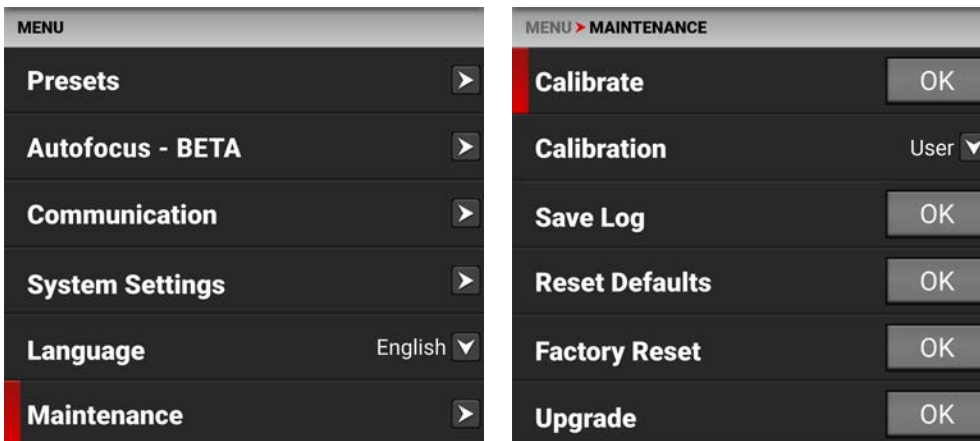 MENU
Presets
Autofocus - BETA
Communication
System Settings
Language English
Maintenance
MENU > MAINTENANCE
Calibrate OK
Calibration User
Save Log OK
Reset Defaults OK
Factory Reset OK
Upgrade OK